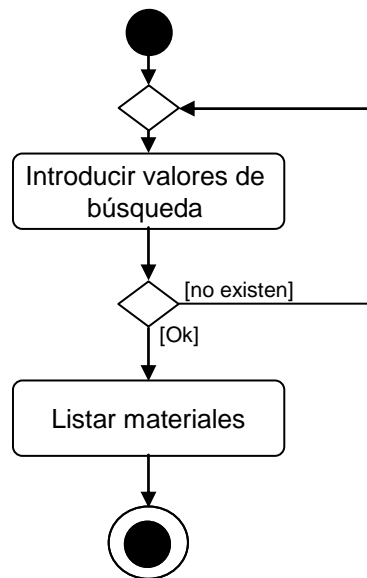 Introducir valores de
búsqueda
[no existen]
[Ok]
Listar materiales